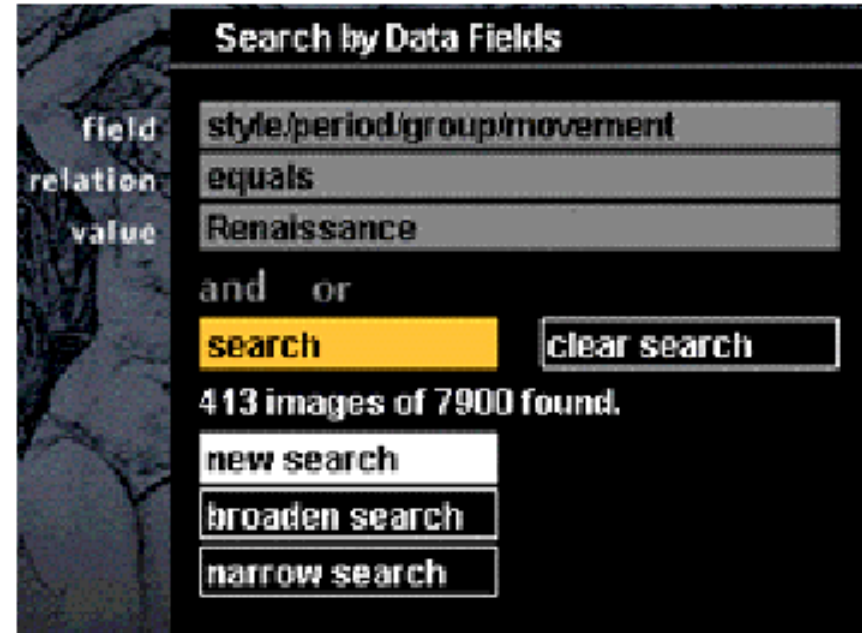 Search by Data Fields
field style/period/group/movement
relation equals
value Renaissance
and or
search clear search
413 images of 7900 found.
new search
broaden search
narrow search